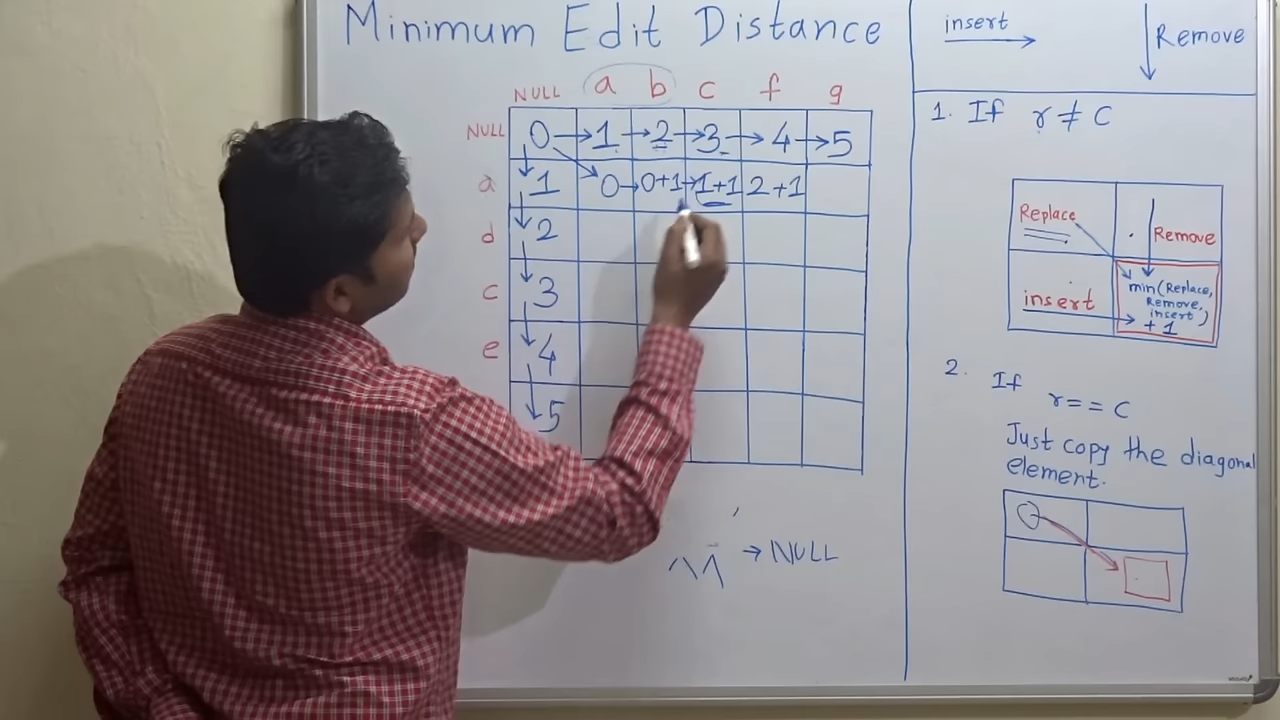 Minimum Edit Distance
NULL a b c f g
NULL 0 → 1 → 2 → 3 → 4 → 5
a 1 0 → 0+1 → 1+1 2+1
d 2
c 3
e 4
5
→ NULL
insert
Remove
1. If r ≠ C
Replace
Remove
insert
min(Replace,
Remove,
insert)
+ 1
2. If
r == C
Just copy the diagonal
element.